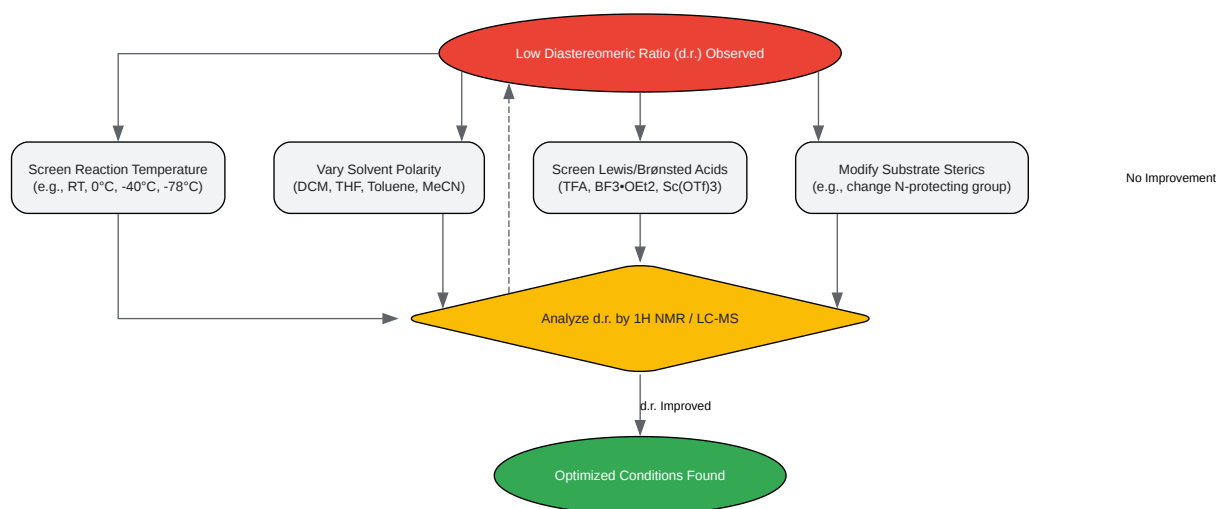 Low Diastereomeric Ratio (d.r.) Observed
Screen Reaction Temperature
(e.g., RT, 0°C, -40°C, -78°C)
Vary Solvent Polarity
(DCM, THF, Toluene, MeCN)
Screen Lewis/Brønsted Acids
(TFA, BF3•OEt2, Sc(OTf)3)
Modify Substrate Sterics
(e.g., change N-protecting group)
No Improvement
Analyze d.r. by 1H NMR / LC-MS
d.r. Improved
Optimized Conditions Found